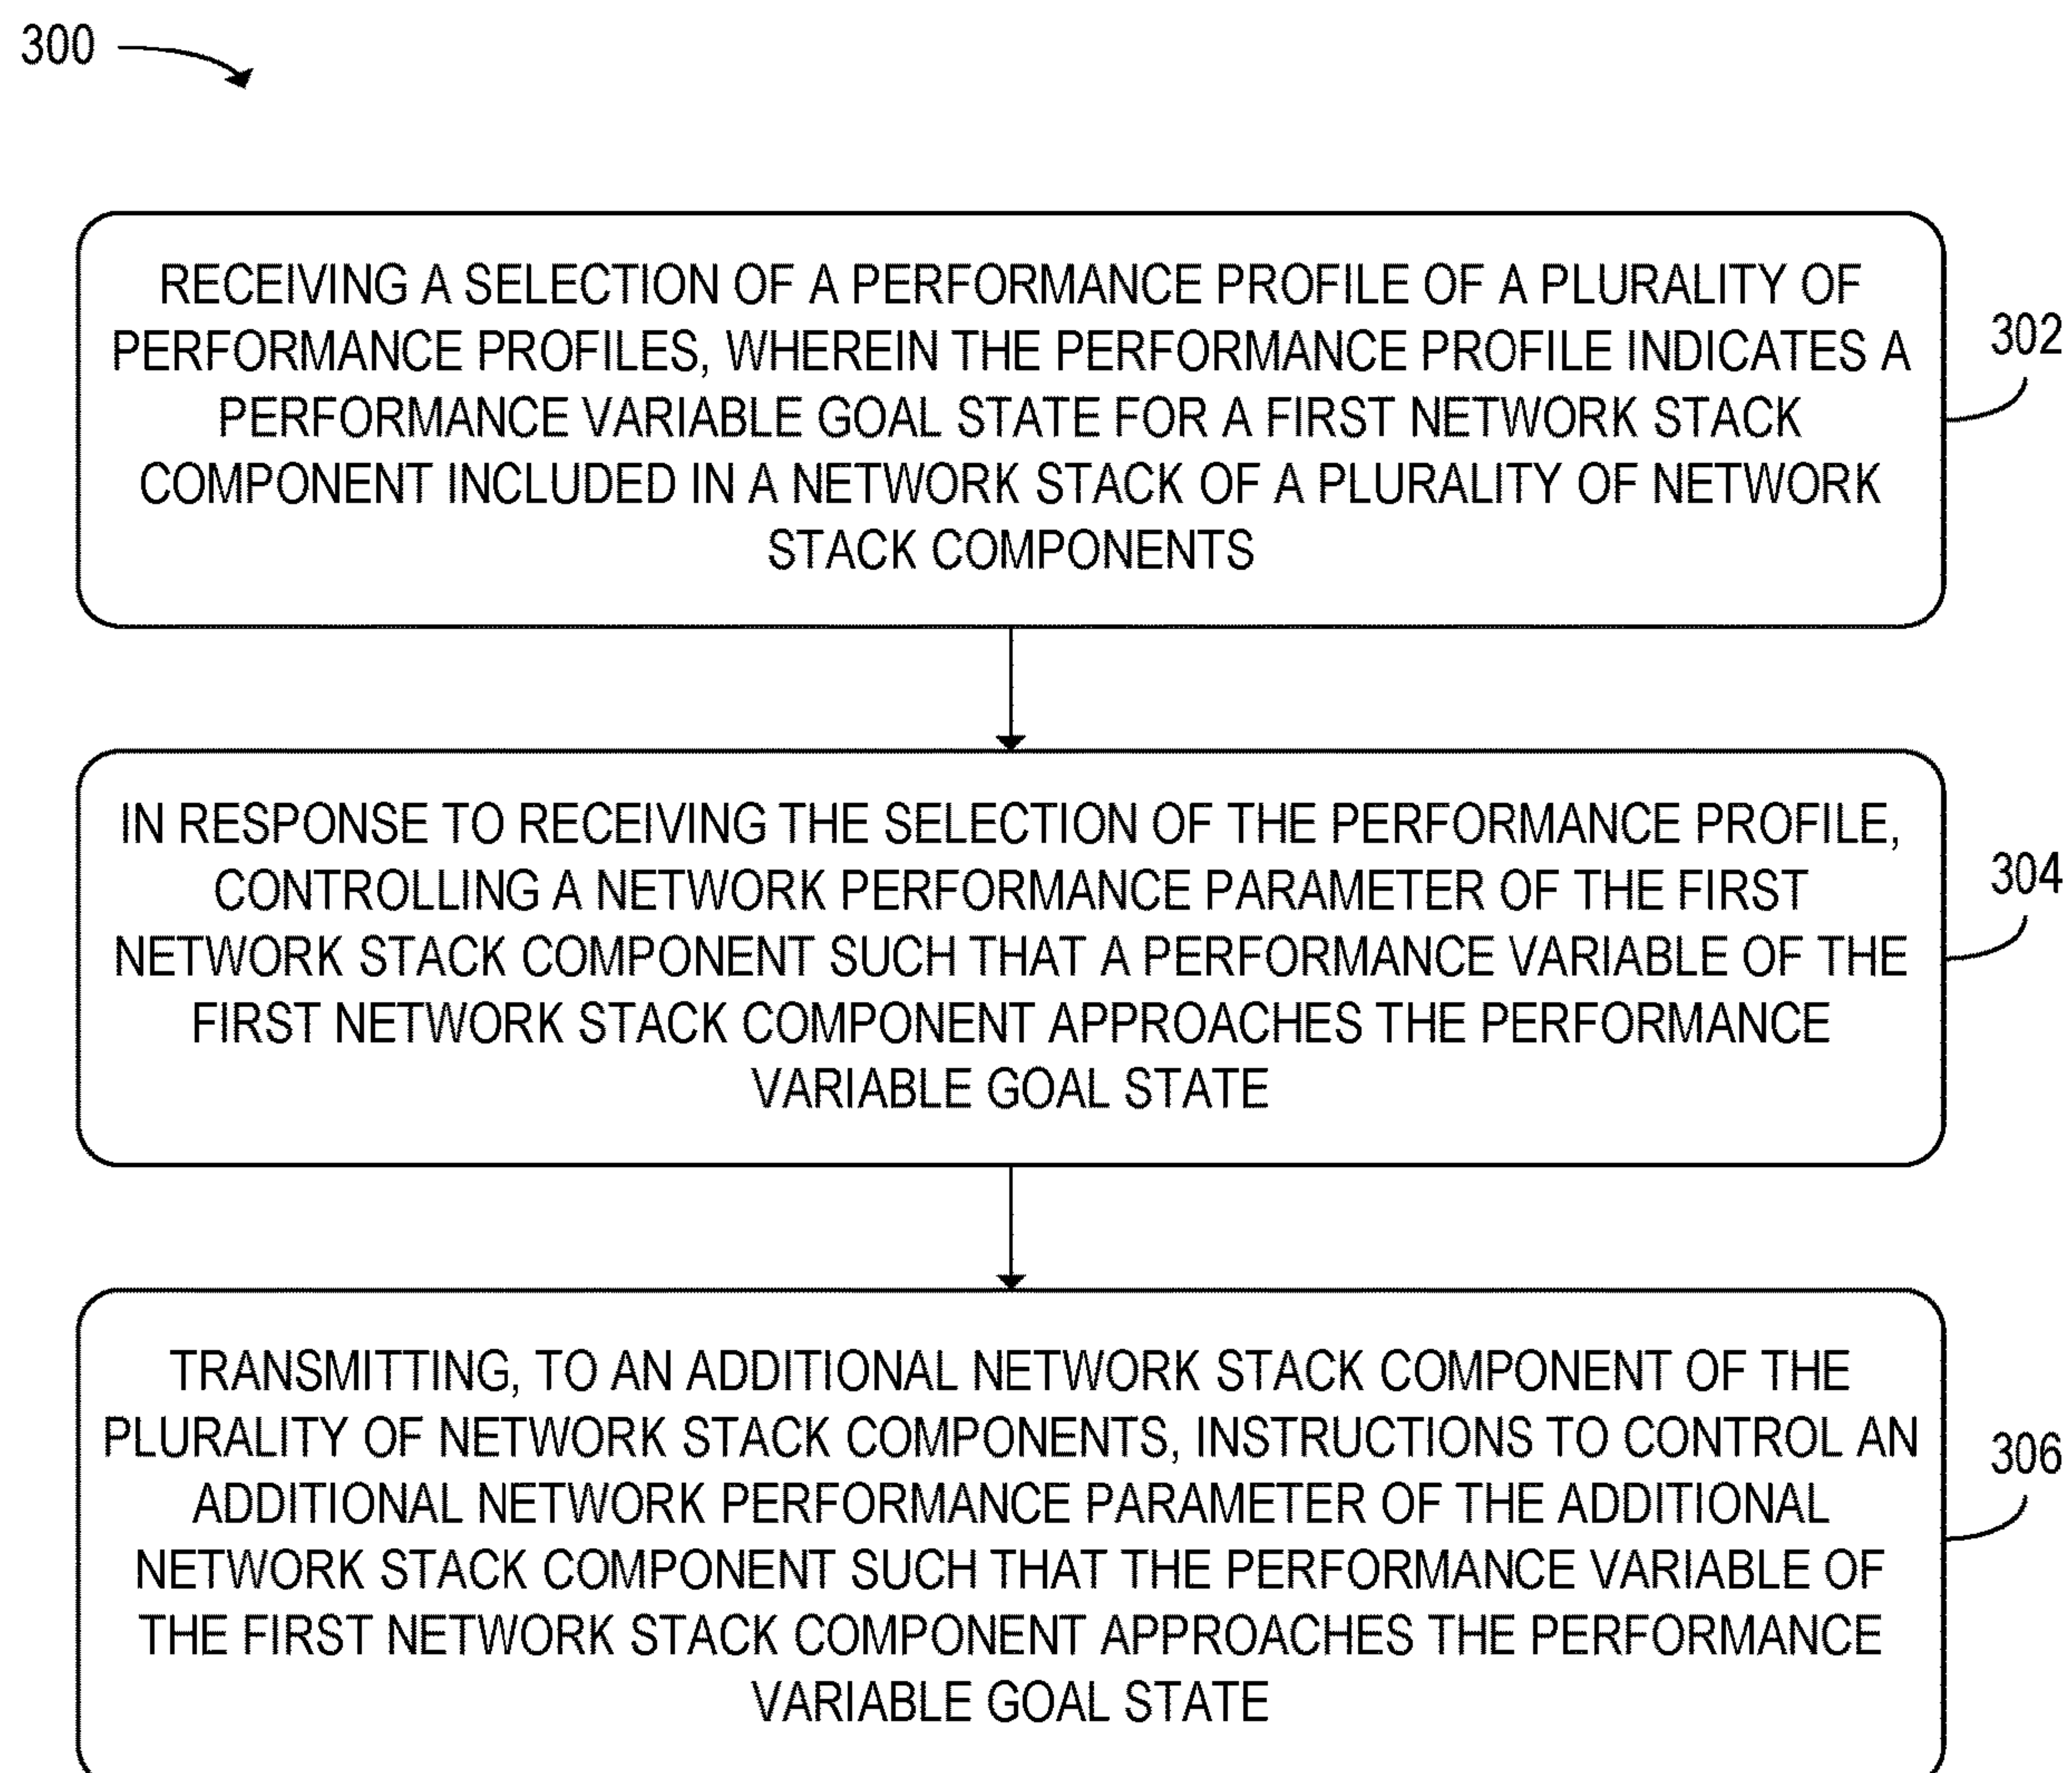 300
RECEIVING A SELECTION OF A PERFORMANCE PROFILE OF A PLURALITY OF
PERFORMANCE PROFILES, WHEREIN THE PERFORMANCE PROFILE INDICATES A
PERFORMANCE VARIABLE GOAL STATE FOR A FIRST NETWORK STACK
COMPONENT INCLUDED IN A NETWORK STACK OF A PLURALITY OF NETWORK
STACK COMPONENTS
302
IN RESPONSE TO RECEIVING THE SELECTION OF THE PERFORMANCE PROFILE,
CONTROLLING A NETWORK PERFORMANCE PARAMETER OF THE FIRST
NETWORK STACK COMPONENT SUCH THAT A PERFORMANCE VARIABLE OF THE
FIRST NETWORK STACK COMPONENT APPROACHES THE PERFORMANCE
VARIABLE GOAL STATE
304
TRANSMITTING, TO AN ADDITIONAL NETWORK STACK COMPONENT OF THE
PLURALITY OF NETWORK STACK COMPONENTS, INSTRUCTIONS TO CONTROL AN
ADDITIONAL NETWORK PERFORMANCE PARAMETER OF THE ADDITIONAL
NETWORK STACK COMPONENT SUCH THAT THE PERFORMANCE VARIABLE OF
THE FIRST NETWORK STACK COMPONENT APPROACHES THE PERFORMANCE
VARIABLE GOAL STATE
306